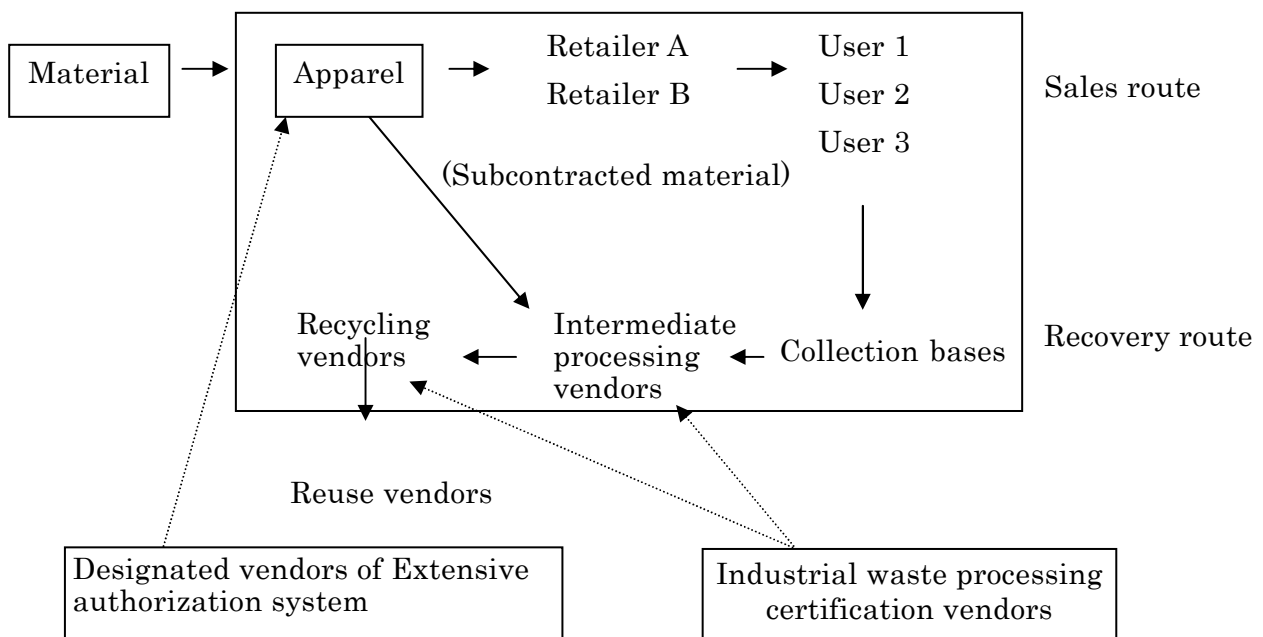 Material
Apparel
Retailer A
Retailer B
User 1
User 2
User 3
Sales route
(Subcontracted material)
Recycling
vendors
Intermediate
processing
vendors
Collection bases
Recovery route
Reuse vendors
Designated vendors of Extensive
authorization system
Industrial waste processing
certification vendors